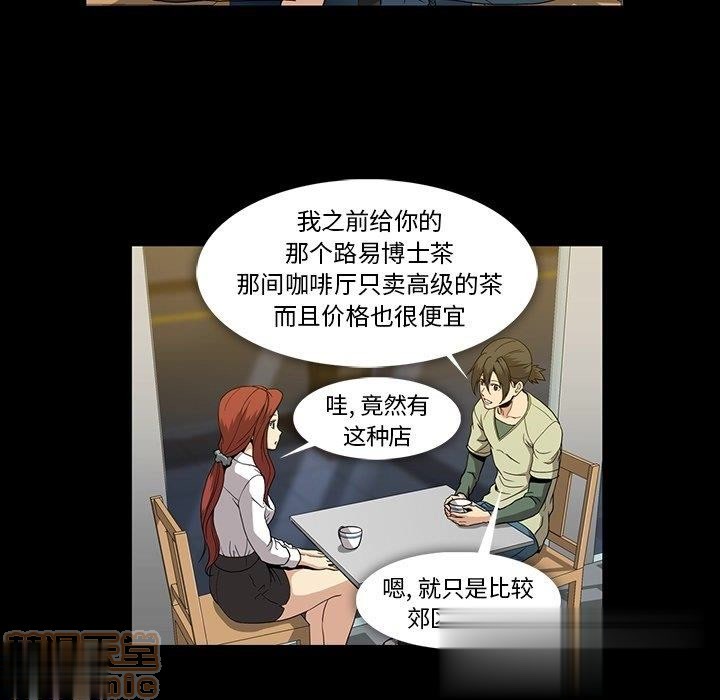 我之前给你的
那个路易博士茶
那间咖啡厅只卖高级的茶
而且价格也很便宜
哇, 竟然有
这种店
嗯, 就只是比较
郊区